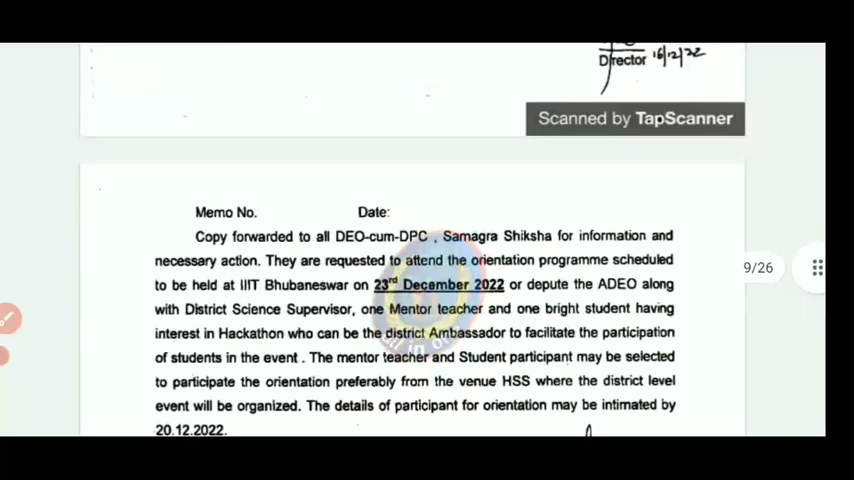 Director 16/12/22
Scanned by TapScanner
Memo No. Date:
Copy forwarded to all DEO-cum-DPC , Samagra Shiksha for information and
necessary action. They are requested to attend the orientation programme scheduled
to be held at IIIT Bhubaneswar on 23rd December 2022 or depute the ADEO along
9/26
with District Science Supervisor, one Mentor teacher and one bright student having
interest in Hackathon who can be the district Ambassador to facilitate the participation
of students in the event . The mentor teacher and Student participant may be selected
to participate the orientation preferably from the venue HSS where the district level
event will be organized. The details of participant for orientation may be intimated by
20.12.2022.